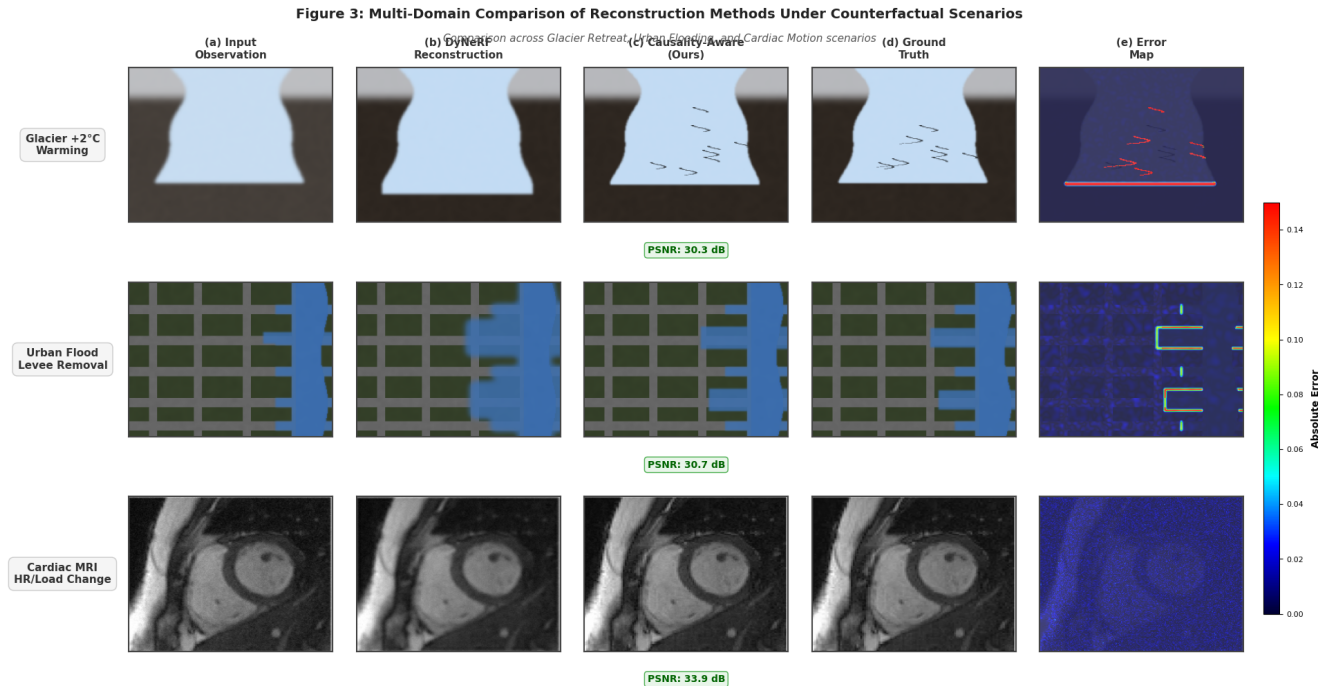 Figure 3: Multi-Domain Comparison of Reconstruction Methods Under Counterfactual Scenarios
Comparison across Glacier Retreat, Urban Flooding, and Cardiac Motion scenarios
(a) Input
Observation
(b) DyNeRF
Reconstruction
(c) Causality-Aware
(Ours)
(d) Ground
Truth
(e) Error
Map
Glacier +2°C
Warming
PSNR: 30.3 dB
Urban Flood
Levee Removal
PSNR: 30.7 dB
Cardiac MRI
HR/Load Change
PSNR: 33.9 dB
0.14
0.12
0.10
0.08
0.06
0.04
0.02
0.00
Absolute Error